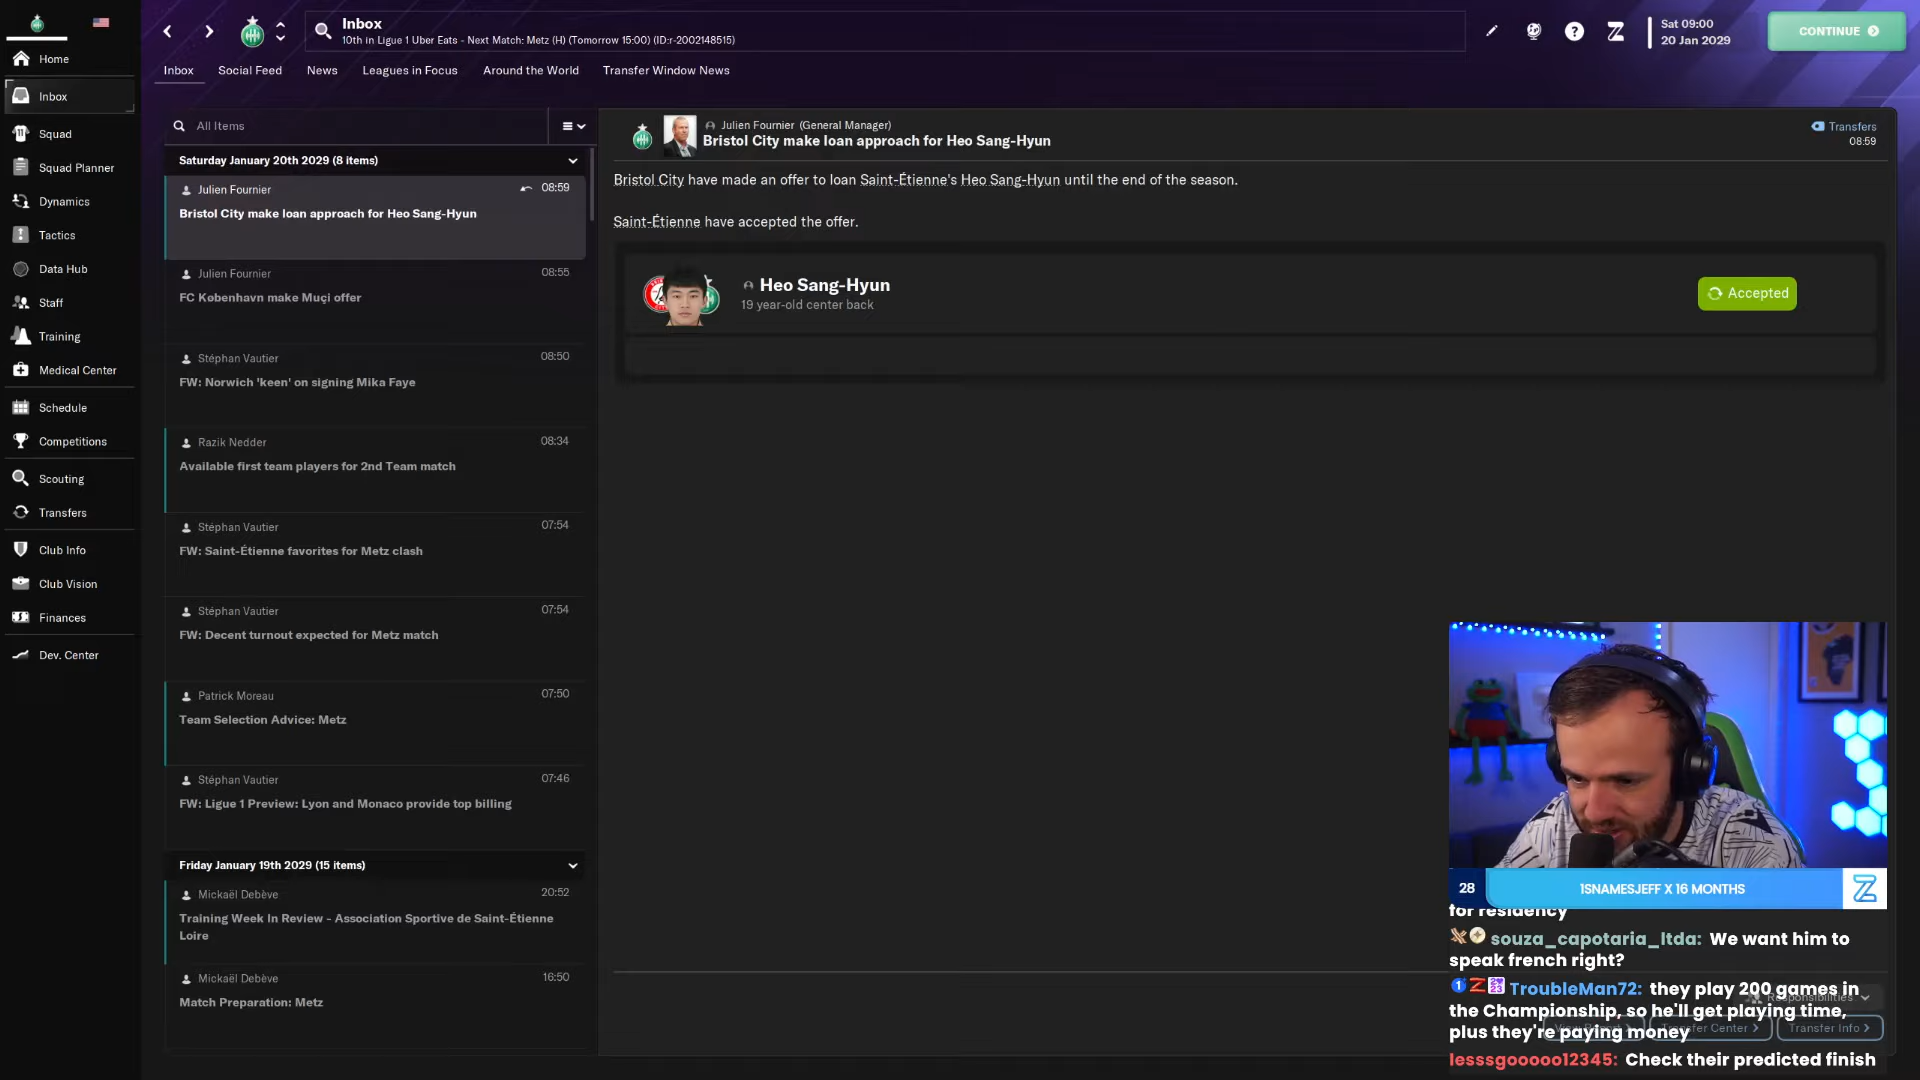 Inbox
10th in Ligue 1 Uber Eats - Next Match: Metz (H) (Tomorrow 15:00) (ID:r-2002148515)
Sat 09:00
20 Jan 2029
CONTINUE
Inbox
Social Feed
News
Leagues in Focus
Around the World
Transfer Window News
Home
Inbox
Squad
Squad Planner
Dynamics
Tactics
Data Hub
Staff
Training
Medical Center
Schedule
Competitions
Scouting
Transfers
Club Info
Club Vision
Finances
Dev. Center
All Items
Saturday January 20th 2029 (8 items)
Julien Fournier 08:59
Bristol City make loan approach for Heo Sang-Hyun
Julien Fournier 08:55
FC København make Muçi offer
Stéphan Vautier 08:50
FW: Norwich 'keen' on signing Mika Faye
Razik Nedder 08:34
Available first team players for 2nd Team match
Stéphan Vautier 07:54
FW: Saint-Étienne favorites for Metz clash
Stéphan Vautier 07:54
FW: Decent turnout expected for Metz match
Patrick Moreau 07:50
Team Selection Advice: Metz
Stéphan Vautier 07:46
FW: Ligue 1 Preview: Lyon and Monaco provide top billing
Friday January 19th 2029 (15 items)
Mickaël Debève 20:52
Training Week In Review - Association Sportive de Saint-Étienne
Loire
Mickaël Debève 16:50
Match Preparation: Metz
Julien Fournier (General Manager)
Bristol City make loan approach for Heo Sang-Hyun
Transfers
08:59
Bristol City have made an offer to loan Saint-Étienne's Heo Sang-Hyun until the end of the season.
Saint-Étienne have accepted the offer.
Heo Sang-Hyun
19 year-old center back
Accepted
28
1SNAMESJEFF X 16 MONTHS
for residency
souza_capotaria_ltda: We want him to
speak french right?
TroubleMan72: they play 200 games in
the Championship, so he'll get playing time,
plus they're paying money
lesssgooooo12345: Check their predicted finish
Responsibilities
Transfer Center
Transfer Info